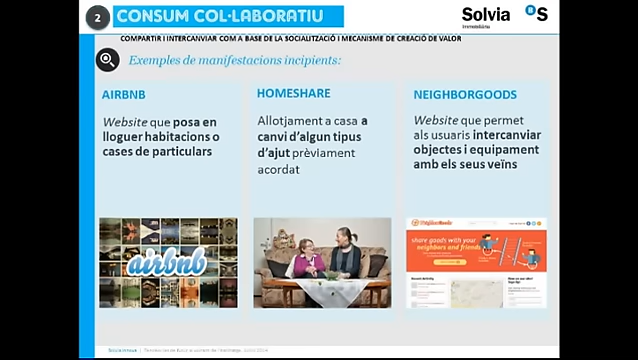 2 CONSUM COL·LABORATIU
Solvia
Immobiliària
B S
COMPARTIR I INTERCANVIAR COM A BASE DE LA SOCIALITZACIÓ I MECANISME DE CREACIÓ DE VALOR
Exemples de manifestacions incipients:
AIRBNB
Website que posa en
lloguer habitacions o
cases de particulars
airbnb
HOMESHARE
Allotjament a casa a
canvi d'algun tipus
d'ajut prèviament
acordat
NEIGHBORGOODS
Website que permet
als usuaris intercanviar
objectes i equipament
amb els seus veïns
share goods with your
neighbors and friends